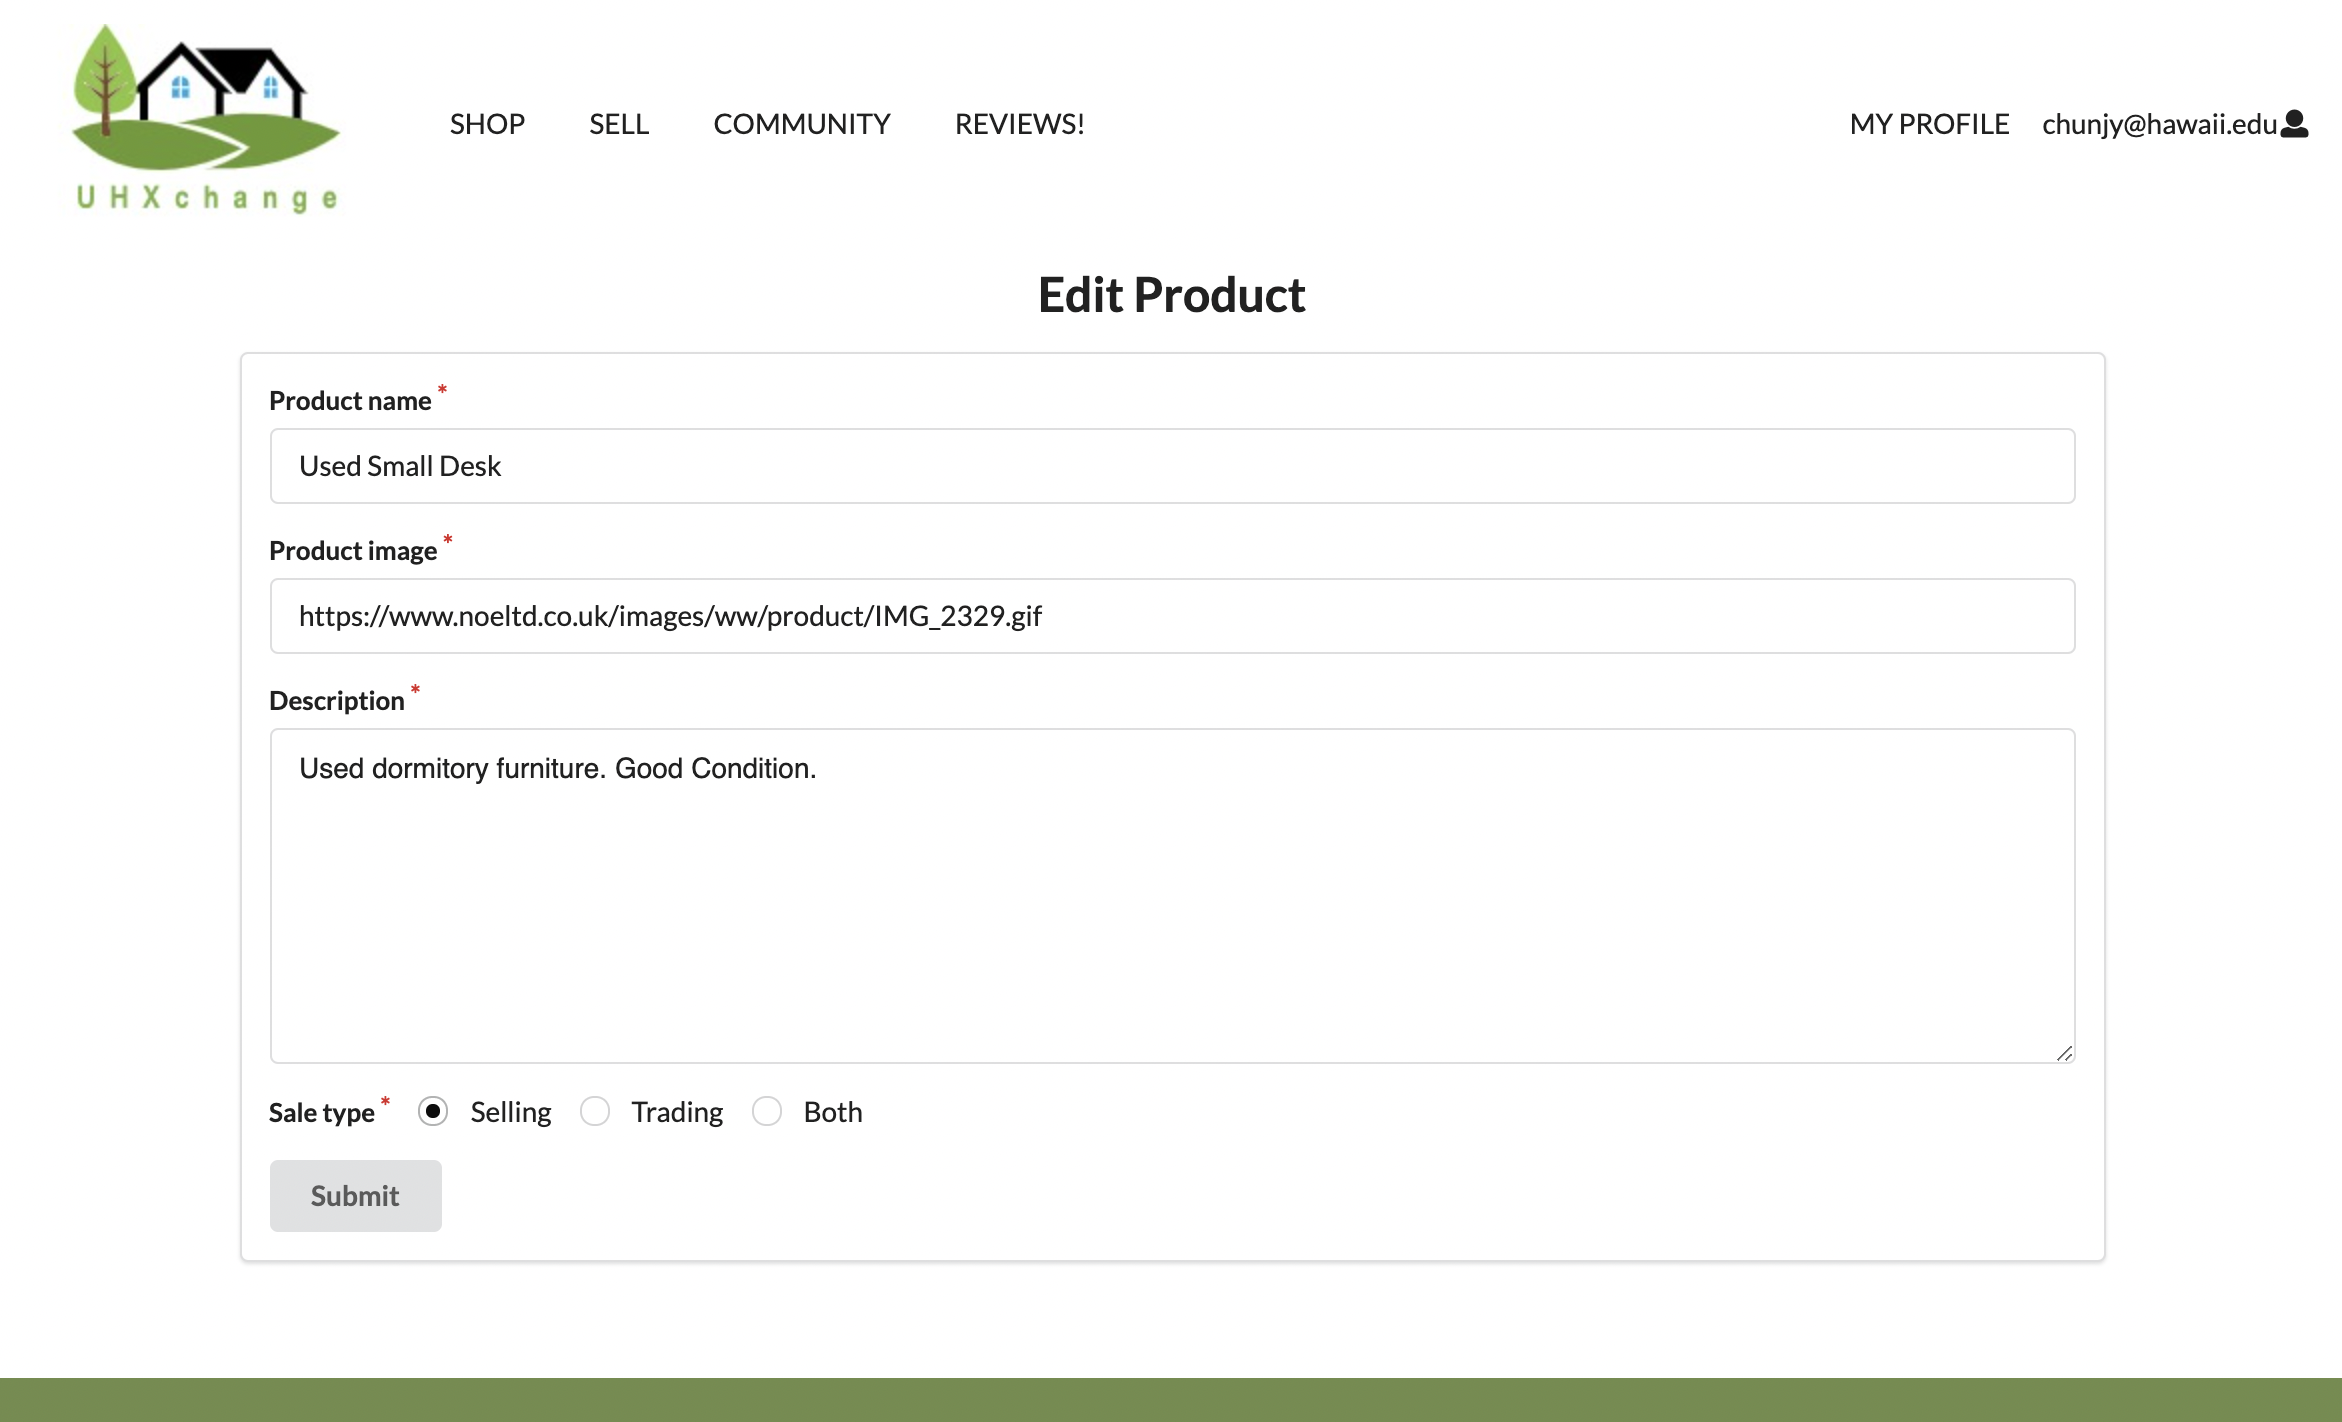 UHXchange
SHOP SELL COMMUNITY REVIEWS! MY PROFILE chunjy@hawaii.edu
Edit Product
Product name *
Used Small Desk
Product image *
https://www.noeltd.co.uk/images/ww/product/IMG_2329.gif
Description *
Used dormitory furniture. Good Condition.
Sale type * Selling Trading Both
Submit